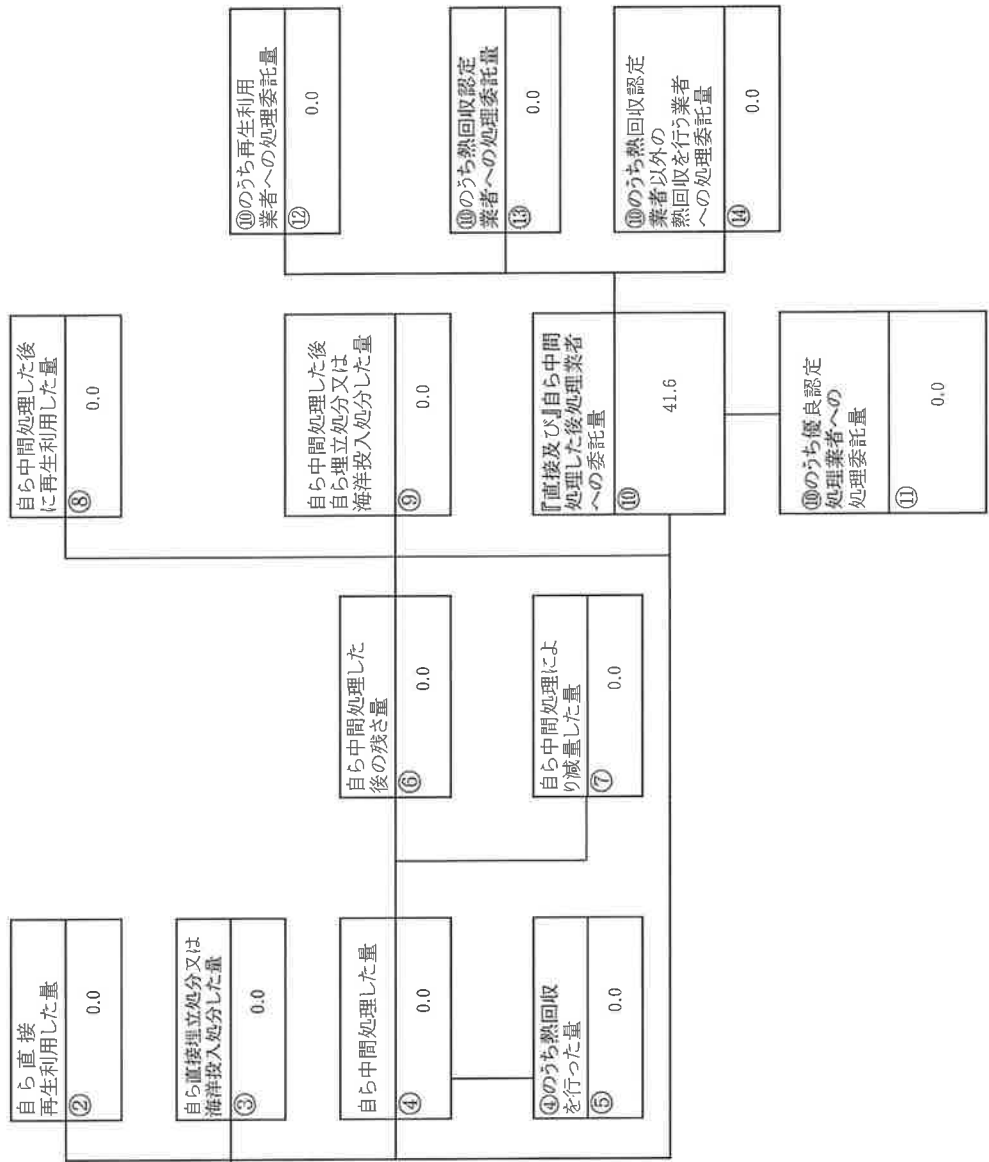 自ら直接
再生利用した量
②
0.0
自ら直接埋立処分又は
海洋投入処分した量
③
0.0
自ら中間処理した量
④
0.0
④のうち熱回収
を行った量
⑤
0.0
自ら中間処理した
後の残さ量
⑥
0.0
自ら中間処理によ
り減量した量
⑦
0.0
自ら中間処理した後
に再生利用した量
⑧
0.0
自ら中間処理した後
自ら埋立処分又は
海洋投入処分した量
⑨
0.0
『直接及び』自ら中間
処理した後処理業者
への委託量
⑩
41.6
⑩のうち優良認定
処理業者への
処理委託量
⑪
0.0
⑩のうち再生利用
業者への処理委託量
⑫
0.0
⑩のうち熱回収認定
業者への処理委託量
⑬
0.0
⑩のうち熱回収認定
業者以外の
熱回収を行う業者
への処理委託量
⑭
0.0